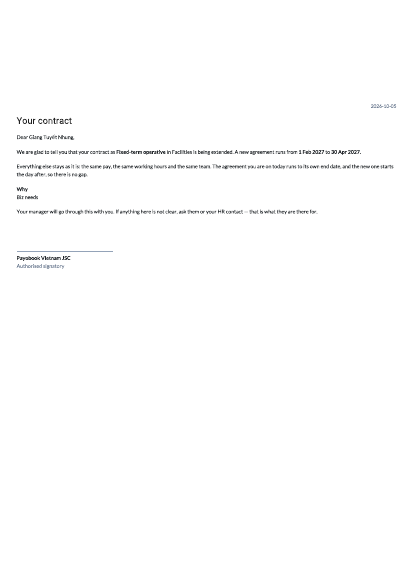 2026-10-05
Your contract
Dear Giang Tuyết Nhung,
We are glad to tell you that your contract as Fixed-term operative in Facilities is being extended. A new agreement runs from 1 Feb 2027 to 30 Apr 2027.
Everything else stays as it is: the same pay, the same working hours and the same team. The agreement you are on today runs to its own end date, and the new one starts
the day after, so there is no gap.
Why
Biz needs
Your manager will go through this with you. If anything here is not clear, ask them or your HR contact — that is what they are there for.
Payobook Vietnam JSC
Authorised signatory